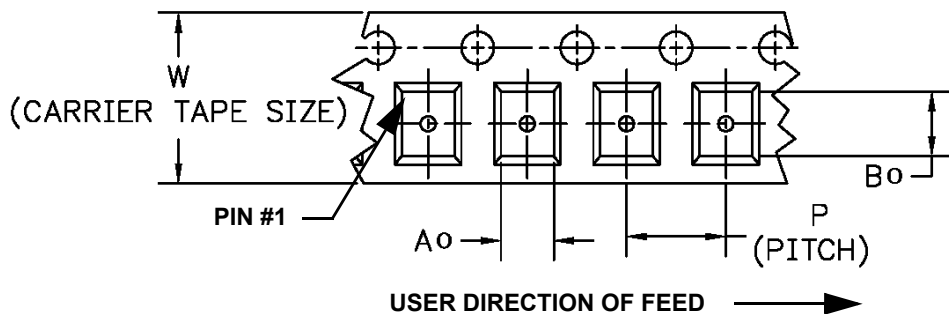 W
(CARRIER TAPE SIZE)
PIN #1
Ao
Bo
P
(PITCH)
USER DIRECTION OF FEED